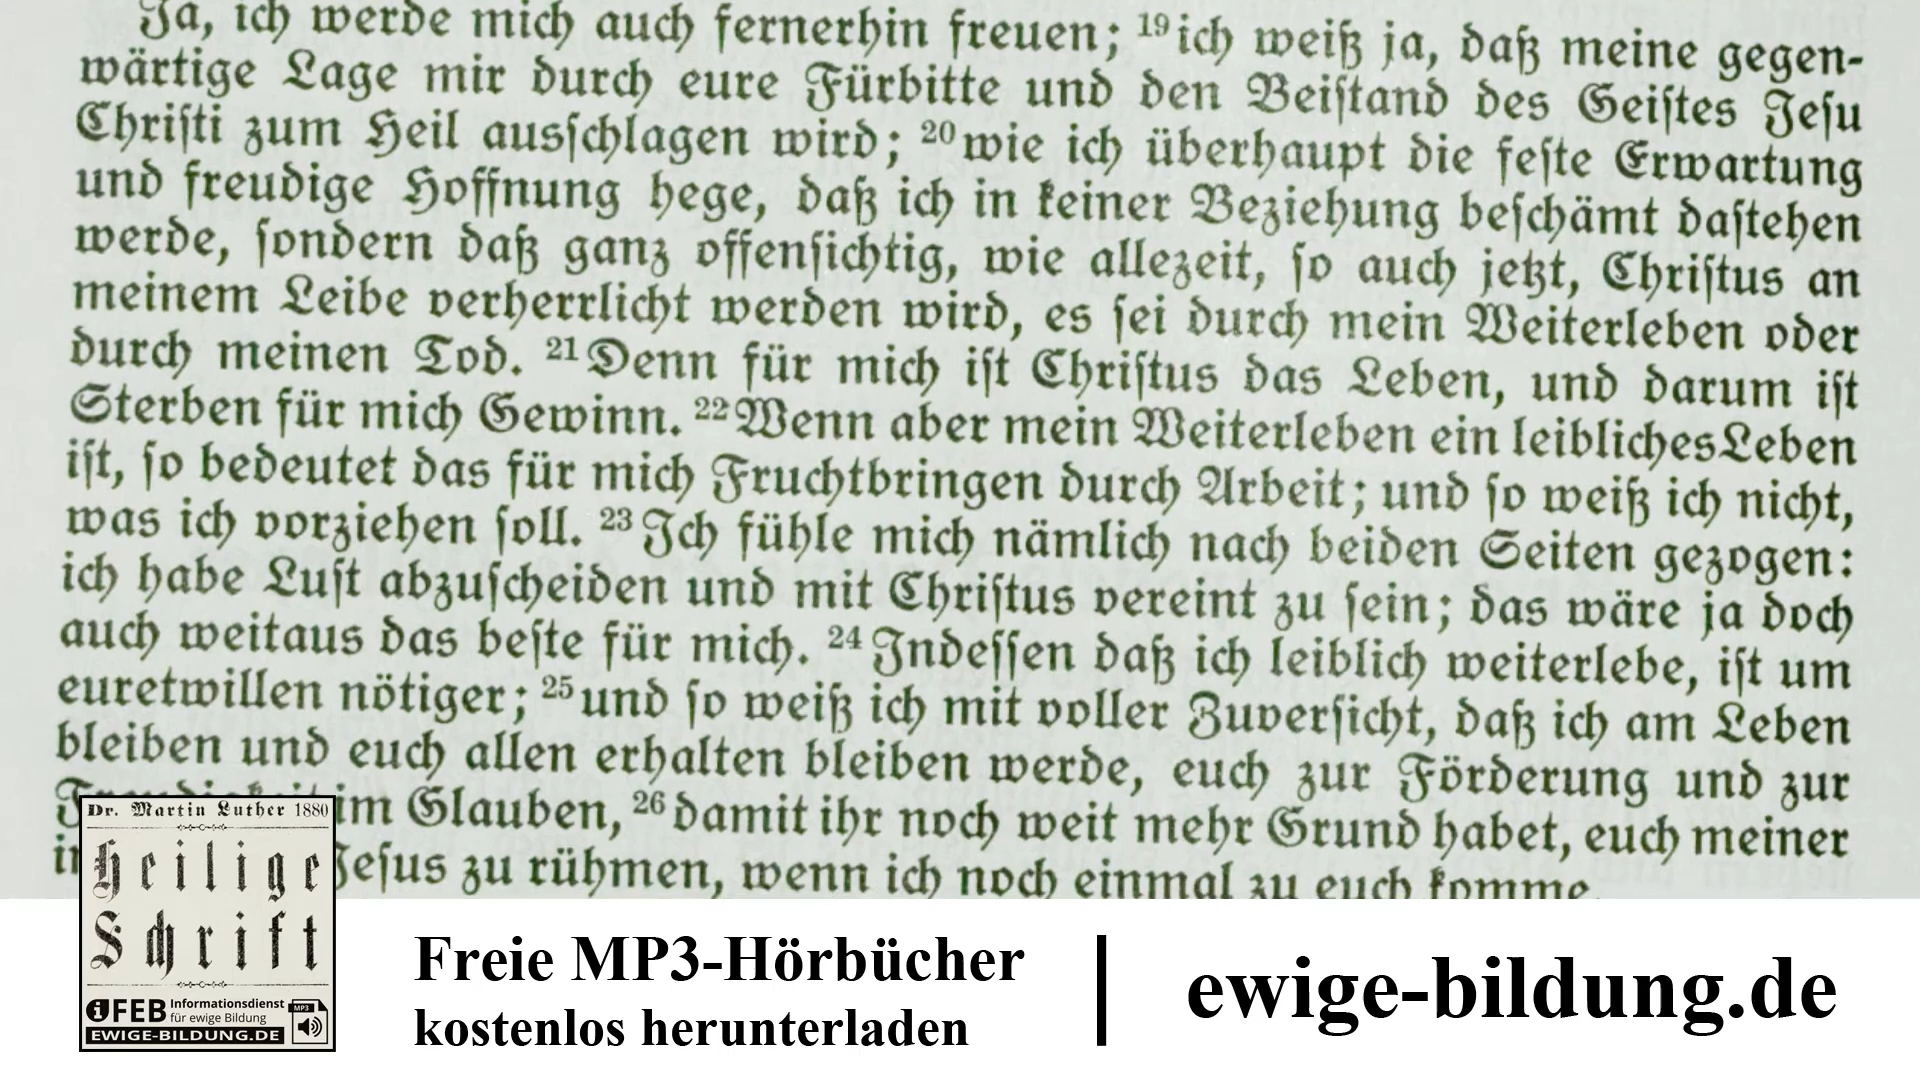 Ja, ich werde mich auch fernerhin freuen; 19 ich weiß ja, daß meine gegen-
wärtige Lage mir durch eure Fürbitte und den Beistand des Geistes Jesu
Christi zum Heil ausschlagen wird; 20 wie ich überhaupt die feste Erwartung
und freudige Hoffnung hege, daß ich in keiner Beziehung beschämt dastehen
werde, sondern daß ganz offensichtig, wie allezeit, so auch jetzt, Christus an
meinem Leibe verherrlicht werden wird, es sei durch mein Weiterleben oder
durch meinen Tod. 21 Denn für mich ist Christus das Leben, und darum ist
Sterben für mich Gewinn. 22 Wenn aber mein Weiterleben ein leibliches Leben
ist, so bedeutet das für mich Fruchtbringen durch Arbeit; und so weiß ich nicht,
was ich vorziehen soll. 23 Ich fühle mich nämlich nach beiden Seiten gezogen:
ich habe Lust abzuscheiden und mit Christus vereint zu sein; das wäre ja doch
auch weitaus das beste für mich. 24 Indessen daß ich leiblich weiterlebe, ist um
euretwillen nötiger; 25 und so weiß ich mit voller Zuversicht, daß ich am Leben
bleiben und euch allen erhalten bleiben werde, euch zur Förderung und zur
im Glauben, 26 damit ihr noch weit mehr Grund habet, euch meiner
Jesus zu rühmen, wenn ich noch einmal zu euch komme.
Dr. Martin Luther 1880
Heilige
Schrift
iFEB Informationsdienst
für ewige Bildung
MP3
EWIGE-BILDUNG.DE
Freie MP3-Hörbücher
kostenlos herunterladen
ewige-bildung.de